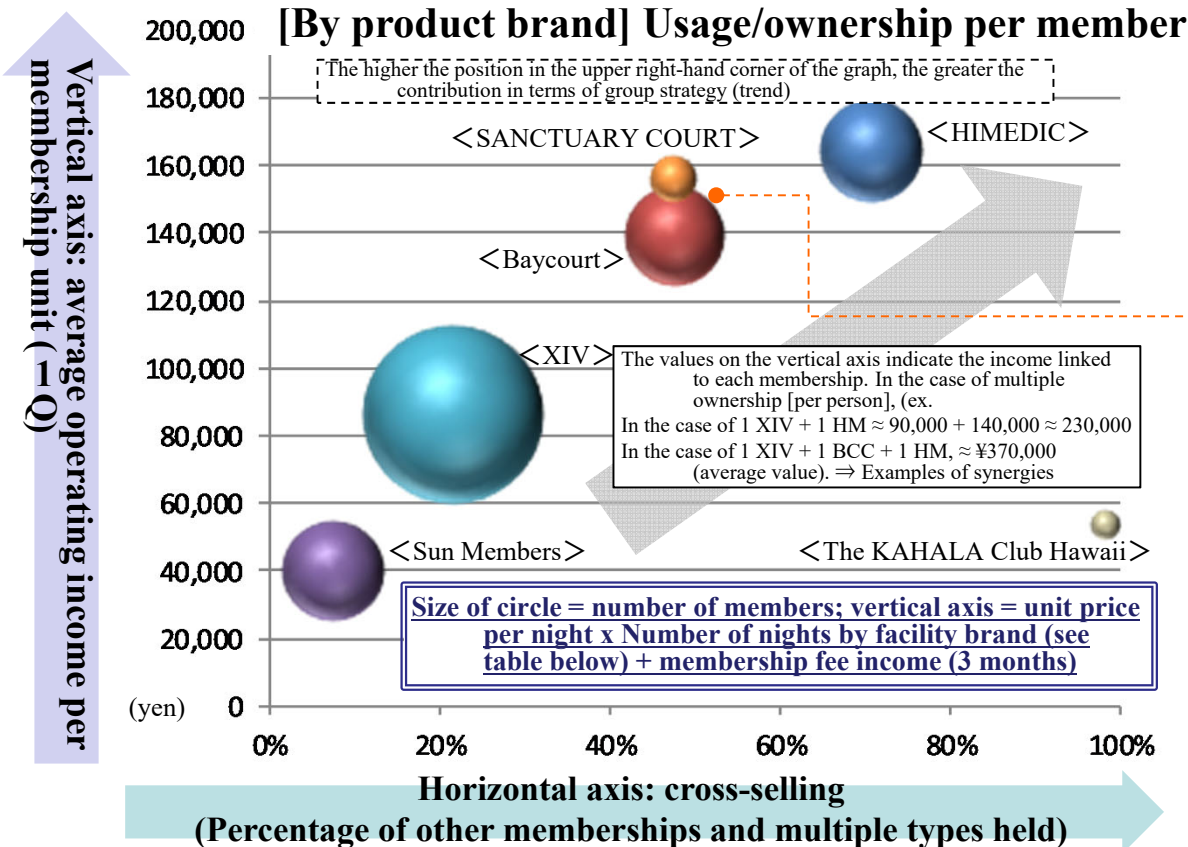 [By product brand] Usage/ownership per member
The higher the position in the upper right-hand corner of the graph, the greater the
contribution in terms of group strategy (trend)
Vertical axis: average operating income per
membership unit (ー Q)
200,000
180,000
160,000
140,000
120,000
100,000
80,000
60,000
40,000
20,000
0
(yen)
<SANCTUARY COURT>
<HIMEDIC>
<Baycourt>
<XIV>
The values on the vertical axis indicate the income linked
to each membership. In the case of multiple
ownership [per person], (ex.
In the case of 1 XIV + 1 HM ≈ 90,000 + 140,000 ≈ 230,000
In the case of 1 XIV + 1 BCC + 1 HM, ≈ ¥370,000
(average value). ⇒ Examples of synergies
<Sun Members>
<The KAHALA Club Hawaii>
Size of circle = number of members; vertical axis = unit price
per night x Number of nights by facility brand (see
table below) + membership fee income (3 months)
0%
20%
40%
60%
80%
100%
Horizontal axis: cross-selling
(Percentage of other memberships and multiple types held)